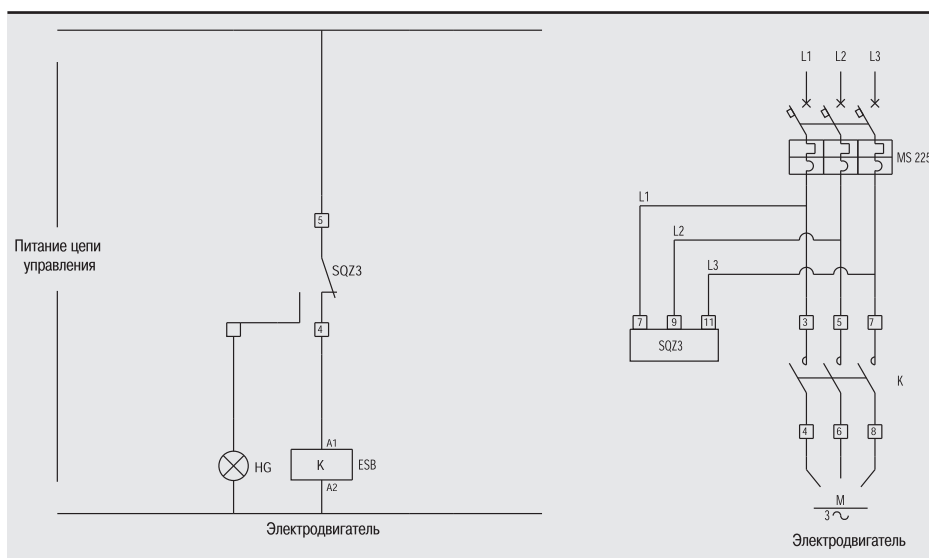 L1 L2 L3
MS 225
L1
5
L2
Питание цепи
управления
SQZ3
L3
4
7 9 11
3 5 7
SQZ3
K
4 6 8
A1
HG
K
ESB
A2
M
3
Электродвигатель
Электродвигатель